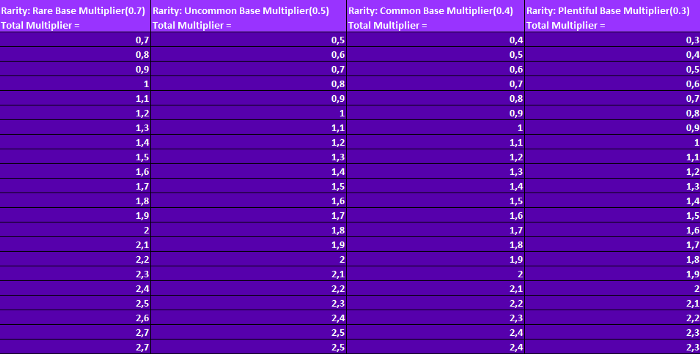 Rarity: Rare Base Multiplier(0.7) Rarity: Uncommon Base Multiplier(0.5) Rarity: Common Base Multiplier(0.4) Rarity: Plentiful Base Multiplier(0.3)
Total Multiplier = Total Multiplier = Total Multiplier = Total Multiplier =
0,7 0,5 0,4 0,3
0,8 0,6 0,5 0,4
0,9 0,7 0,6 0,5
1 0,8 0,7 0,6
1,1 0,9 0,8 0,7
1,2 1 0,9 0,8
1,3 1,1 1 0,9
1,4 1,2 1,1 1
1,5 1,3 1,2 1,1
1,6 1,4 1,3 1,2
1,7 1,5 1,4 1,3
1,8 1,6 1,5 1,4
1,9 1,7 1,6 1,5
2 1,8 1,7 1,6
2,1 1,9 1,8 1,7
2,2 2 1,9 1,8
2,3 2,1 2 1,9
2,4 2,2 2,1 2
2,5 2,3 2,2 2,1
2,6 2,4 2,3 2,2
2,7 2,5 2,4 2,3
2,7 2,5 2,4 2,3